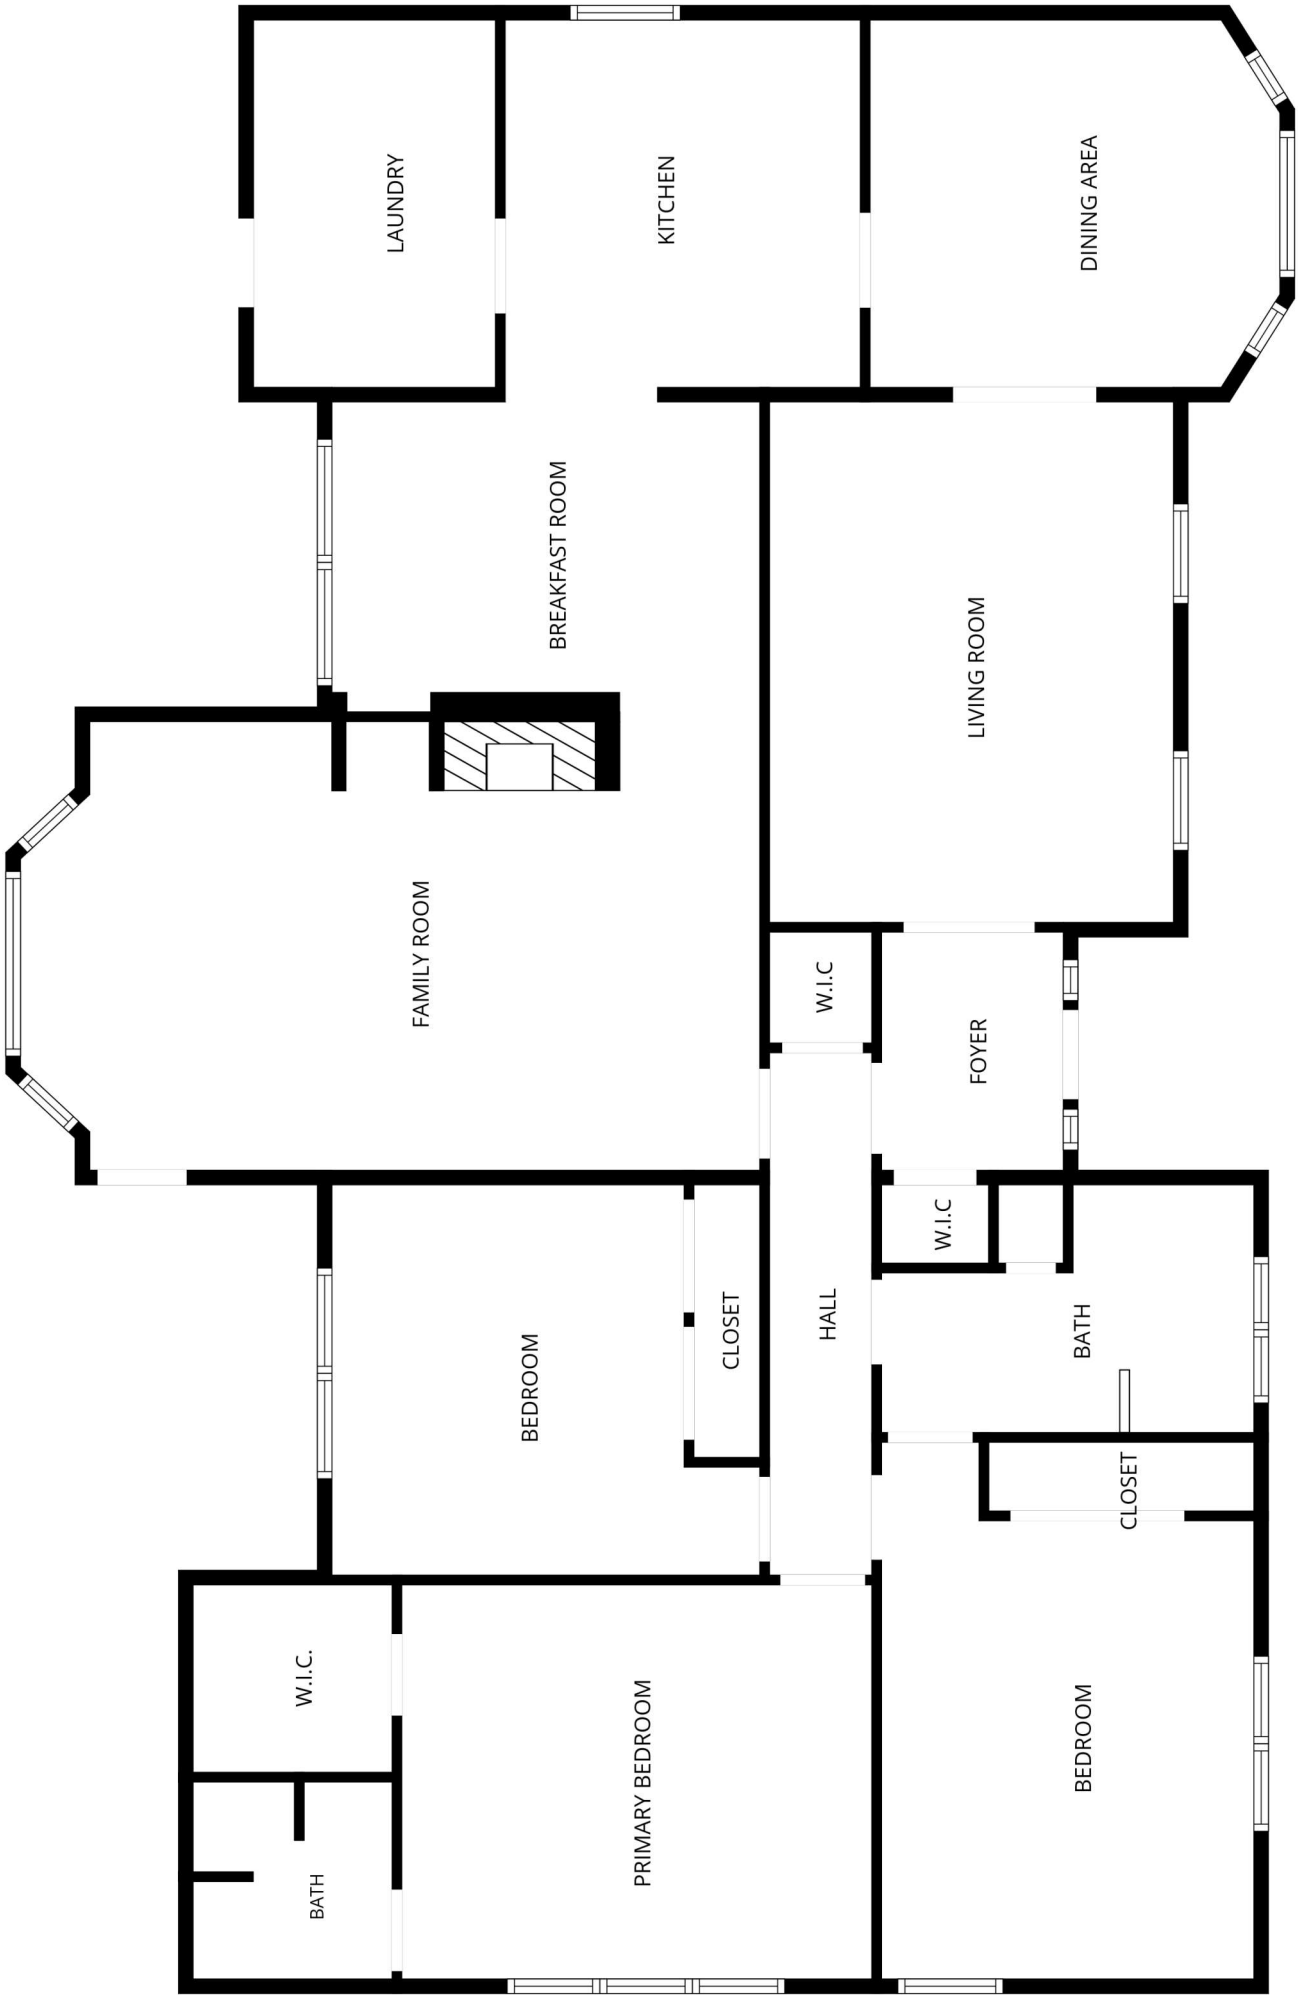 LAUNDRY
KITCHEN
DINING AREA
BREAKFAST ROOM
LIVING ROOM
FAMILY ROOM
W.I.C
FOYER
W.I.C
HALL
CLOSET
BEDROOM
BATH
CLOSET
W.I.C.
PRIMARY BEDROOM
BEDROOM
BATH